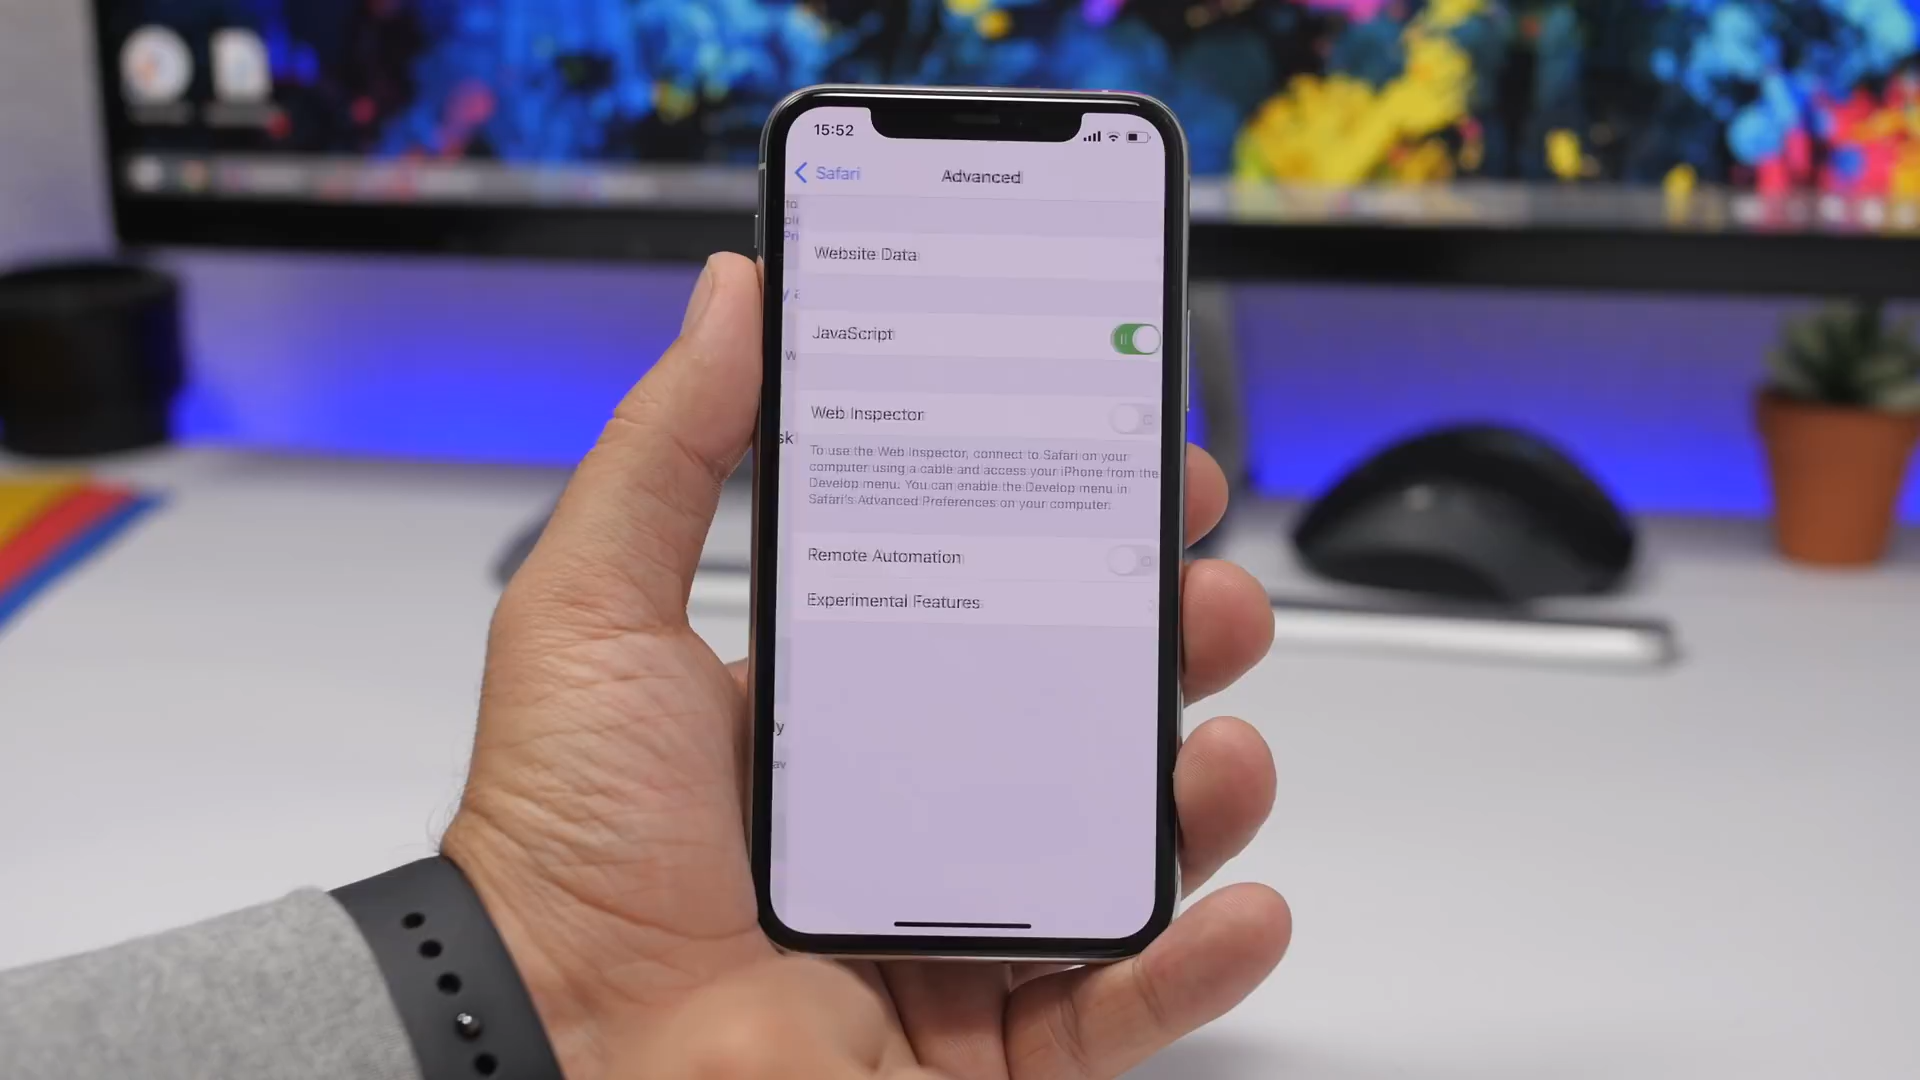 15:52
Safari
Advanced
Website Data
JavaScript
Web Inspector
To use the Web Inspector, connect to Safari on your
computer using a cable and access your iPhone from the
Develop menu. You can enable the Develop menu in
Safari's Advanced Preferences on your computer.
Remote Automation
Experimental Features